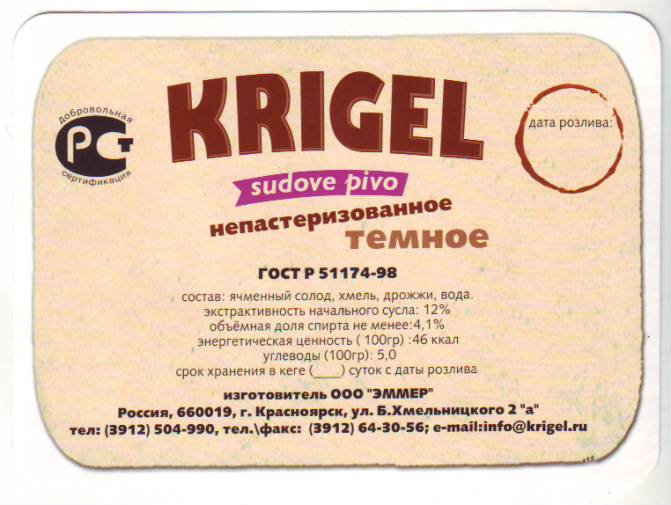 KRIGEL
добровольная
РСТ
сертификация
дата розлива:
sudove pivo
непастеризованное
темное
ГОСТ Р 51174-98
состав: ячменный солод, хмель, дрожжи, вода.
экстрактивность начального сусла: 12%
объёмная доля спирта не менее:4,1%
энергетическая ценность ( 100гр) :46 ккал
углеводы (100гр): 5,0
срок хранения в кеге (____) суток с даты розлива
изготовитель ООО "ЭММЕР"
Россия, 660019, г. Красноярск, ул. Б.Хмельницкого 2 "а"
тел: (3912) 504-990, тел.\факс: (3912) 64-30-56; e-mail:info@krigel.ru